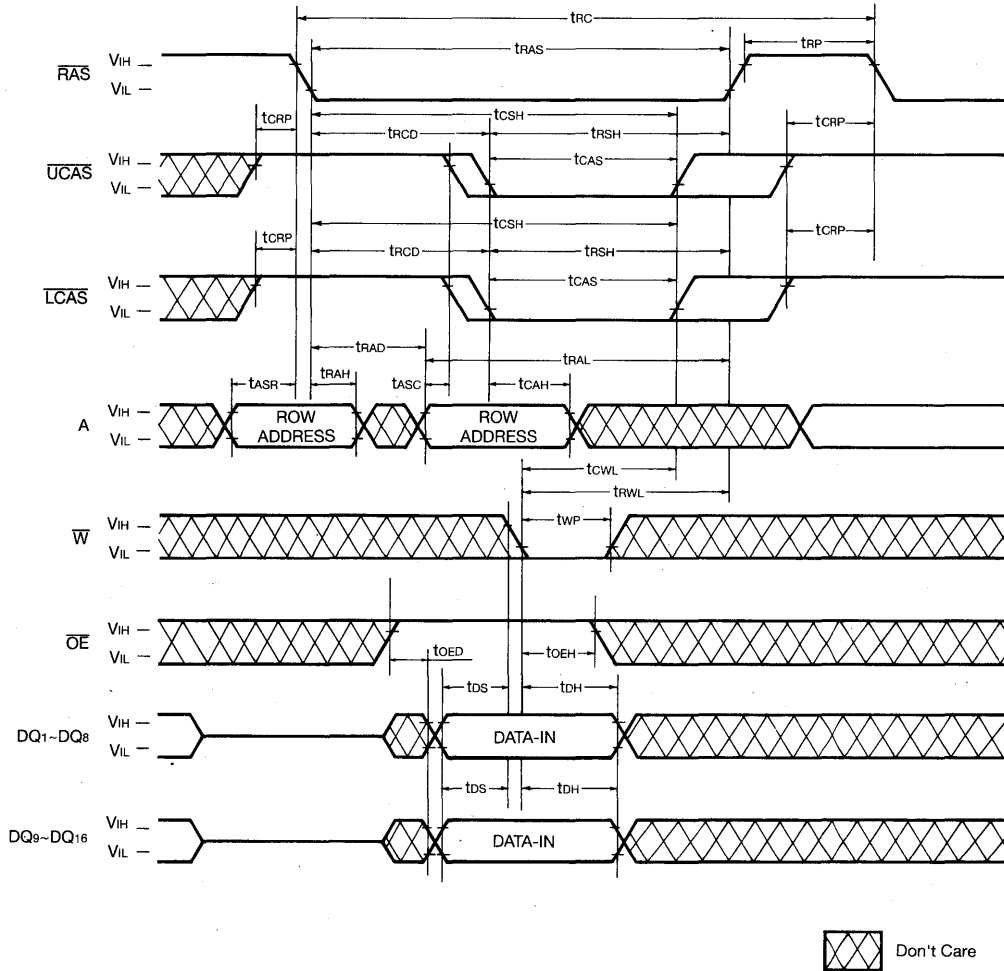 tRC
tRAS
tRP
RAS
VIH
VIL
tCRP
tCSH
tRCD
tRSH
tCRP
UCAS
VIH
VIL
tCAS
tCSH
tCRP
tRCD
tRSH
tCRP
LCAS
VIH
VIL
tCAS
tRAD
tRAL
tASR
tRAH
tASC
tCAH
A
VIH
VIL
ROW ADDRESS
ROW ADDRESS
tCWL
tRWL
W
VIH
VIL
tWP
OE
VIH
VIL
tOED
tOEH
tDS
tDH
DQ1~DQ8
VIH
VIL
DATA-IN
tDS
tDH
DQ9~DQ16
VIH
VIL
DATA-IN
Don't Care